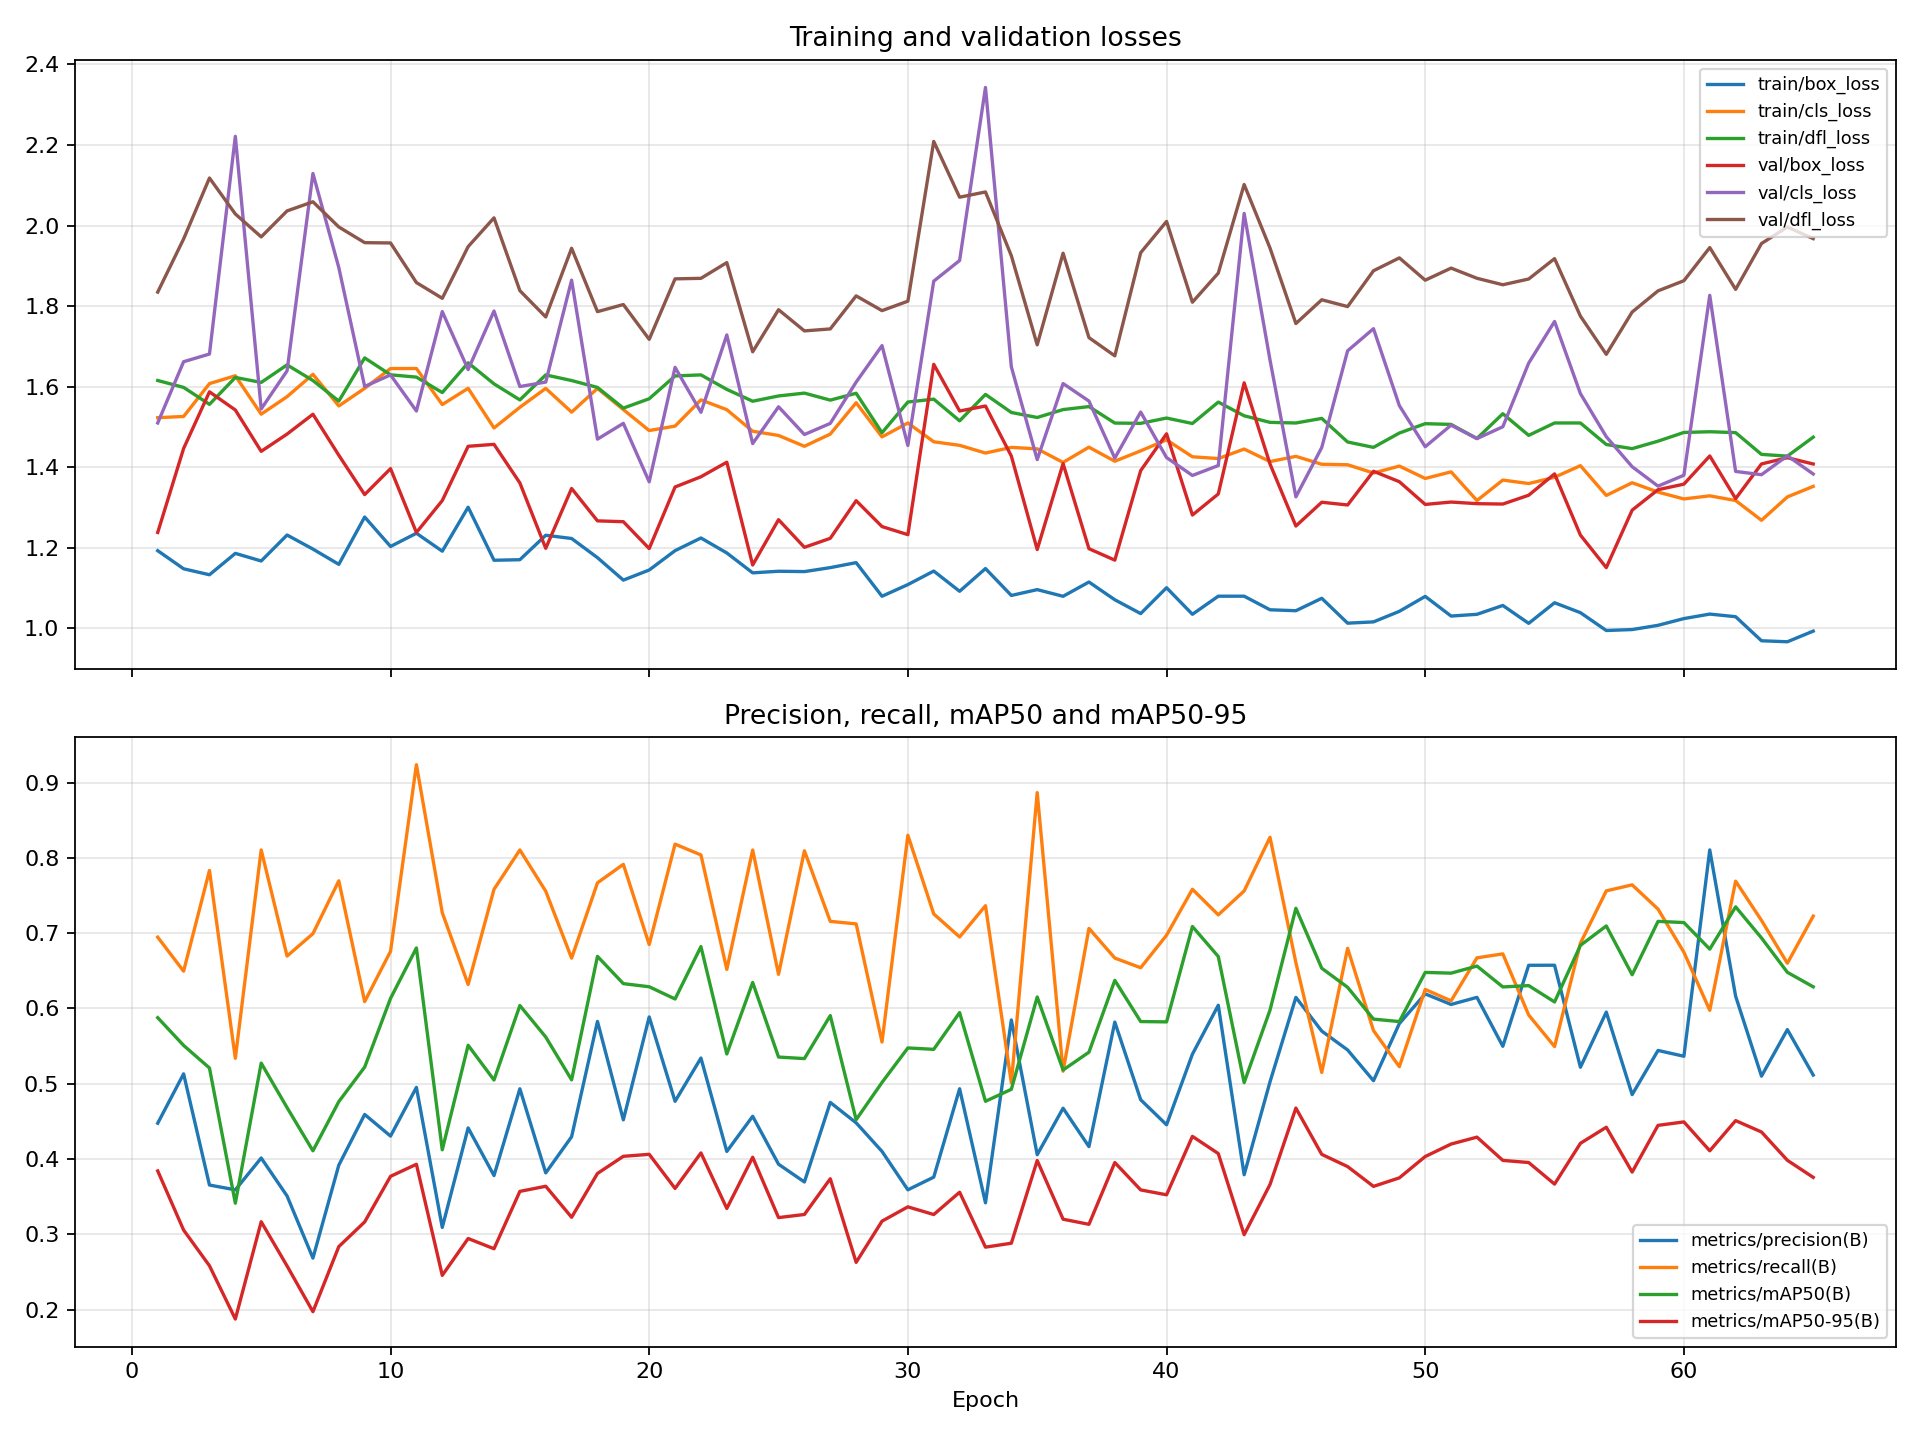 Training and validation losses
2.4
2.2
2.0
1.8
1.6
1.4
1.2
1.0
train/box_loss
train/cls_loss
train/dfl_loss
val/box_loss
val/cls_loss
val/dfl_loss
Precision, recall, mAP50 and mAP50-95
0.9
0.8
0.7
0.6
0.5
0.4
0.3
0.2
metrics/precision(B)
metrics/recall(B)
metrics/mAP50(B)
metrics/mAP50-95(B)
0 10 20 30 40 50 60
Epoch